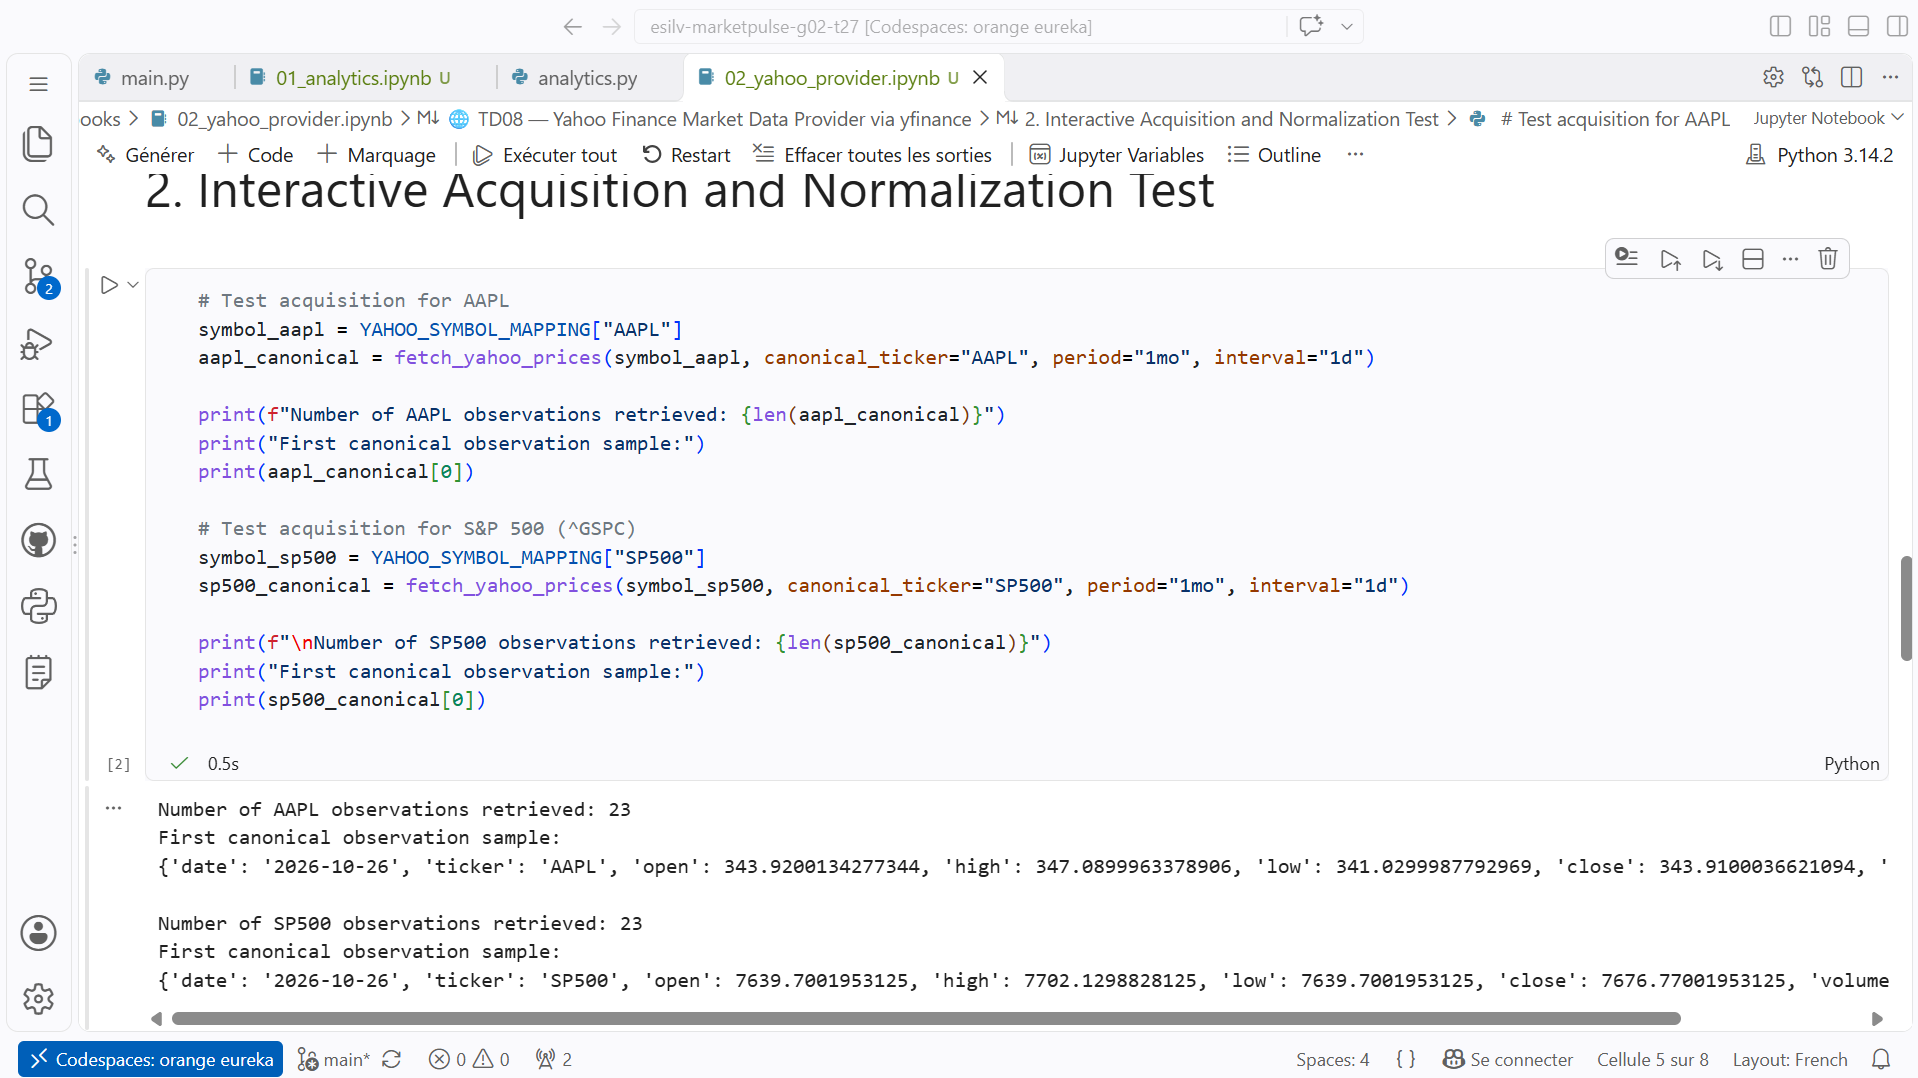 esilv-marketpulse-g02-t27 [Codespaces: orange eureka]
main.py
01_analytics.ipynb U
analytics.py
02_yahoo_provider.ipynb U
ooks > 02_yahoo_provider.ipynb > M↓ 🌐 TD08 — Yahoo Finance Market Data Provider via yfinance > M↓ 2. Interactive Acquisition and Normalization Test > # Test acquisition for AAPL
Jupyter Notebook
Générer + Code + Marquage Exécuter tout Restart Effacer toutes les sorties Jupyter Variables Outline ...
Python 3.14.2
2. Interactive Acquisition and Normalization Test
# Test acquisition for AAPL
symbol_aapl = YAHOO_SYMBOL_MAPPING["AAPL"]
aapl_canonical = fetch_yahoo_prices(symbol_aapl, canonical_ticker="AAPL", period="1mo", interval="1d")
print(f"Number of AAPL observations retrieved: {len(aapl_canonical)}")
print("First canonical observation sample:")
print(aapl_canonical[0])
# Test acquisition for S&P 500 (^GSPC)
symbol_sp500 = YAHOO_SYMBOL_MAPPING["SP500"]
sp500_canonical = fetch_yahoo_prices(symbol_sp500, canonical_ticker="SP500", period="1mo", interval="1d")
print(f"\nNumber of SP500 observations retrieved: {len(sp500_canonical)}")
print("First canonical observation sample:")
print(sp500_canonical[0])
[2] 0.5s
Python
Number of AAPL observations retrieved: 23
First canonical observation sample:
{'date': '2026-10-26', 'ticker': 'AAPL', 'open': 343.9200134277344, 'high': 347.0899963378906, 'low': 341.0299987792969, 'close': 343.9100036621094, '
Number of SP500 observations retrieved: 23
First canonical observation sample:
{'date': '2026-10-26', 'ticker': 'SP500', 'open': 7639.7001953125, 'high': 7702.1298828125, 'low': 7639.7001953125, 'close': 7676.77001953125, 'volume
2
1
Codespaces: orange eureka main* 0 0 2
Spaces: 4 { } Se connecter Cellule 5 sur 8 Layout: French